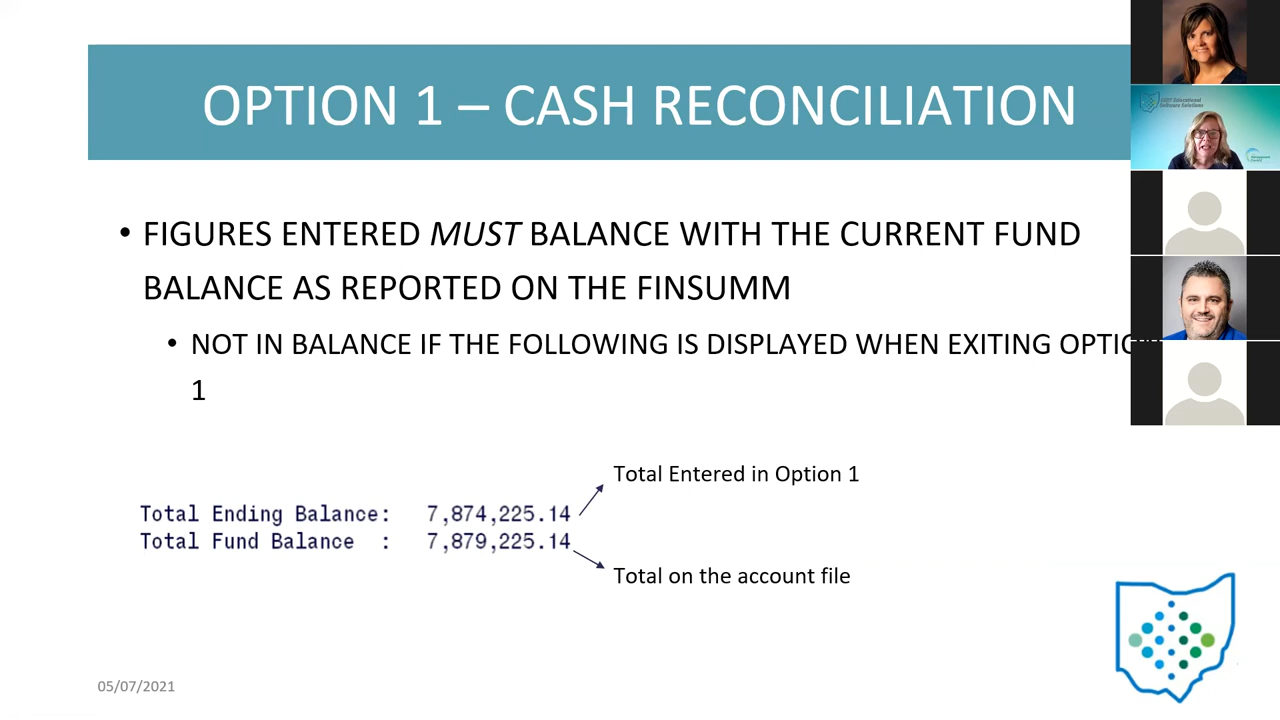 OPTION 1 – CASH RECONCILIATION
• FIGURES ENTERED MUST BALANCE WITH THE CURRENT FUND
BALANCE AS REPORTED ON THE FINSUMM
• NOT IN BALANCE IF THE FOLLOWING IS DISPLAYED WHEN EXITING OPTION
1
Total Entered in Option 1
Total Ending Balance: 7,874,225.14
Total Fund Balance : 7,879,225.14
Total on the account file
05/07/2021